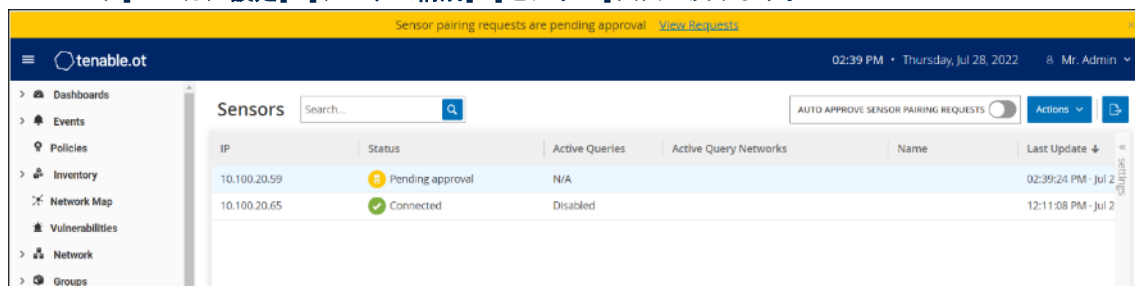 Sensor pairing requests are pending approval View Requests
tenable.ot 02:39 PM • Thursday, Jul 28, 2022 Mr. Admin
Dashboards
Events
Policies
Inventory
Network Map
Vulnerabilities
Network
Groups
Sensors Search... AUTO APPROVE SENSOR PAIRING REQUESTS Actions
IP Status Active Queries Active Query Networks Name Last Update
10.100.20.59 Pending approval N/A 02:39:24 PM · Jul 2
10.100.20.65 Connected Disabled 12:11:08 PM · Jul 2
settings